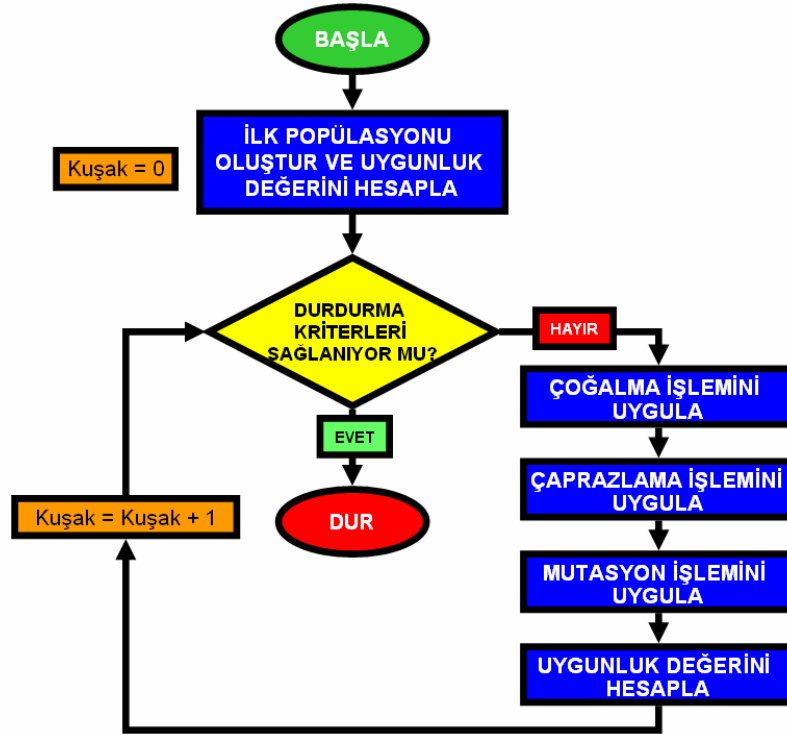 BAŞLA
İLK POPÜLASYONU
OLUŞTUR VE UYGUNLUK
DEĞERİNİ HESAPLA
Kuşak = 0
DURDURMA
KRİTERLERİ
SAĞLANIYOR MU?
HAYIR
EVET
DUR
ÇOĞALMA İŞLEMİNİ
UYGULA
ÇAPRAZLAMA İŞLEMİNİ
UYGULA
MUTASYON İŞLEMİNİ
UYGULA
UYGUNLUK DEĞERİNİ
HESAPLA
Kuşak = Kuşak + 1